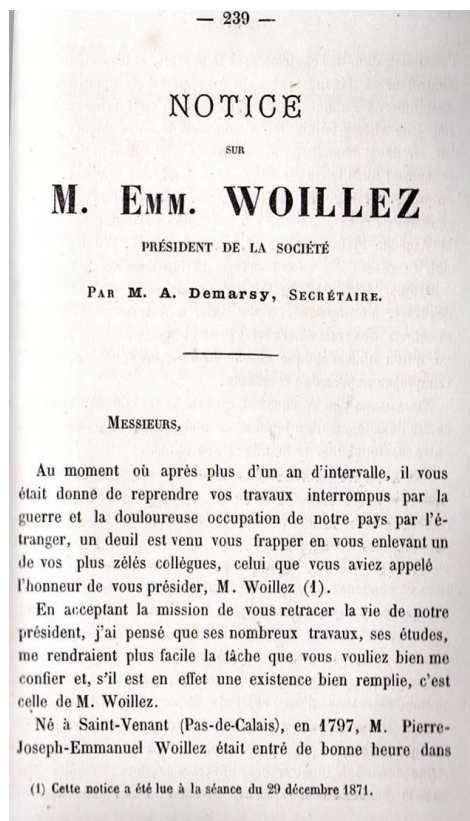 — 239 —
NOTICE
SUR
M. EMM. WOILLEZ
PRÉSIDENT DE LA SOCIÉTÉ
PAR M. A. Demarsy, SECRÉTAIRE.
MESSIEURS,
Au moment où après plus d'un an d'intervalle, il vous
était donne de reprendre vos travaux interrompus par la
guerre et la douloureuse occupation de notre pays par l'é-
tranger, un deuil est venu vous frapper en vous enlevant un
de vos plus zélés collègues, celui que vous aviez appelé
l'honneur de vous présider, M. Woillez (1).
En acceptant la mission de vous retracer la vie de notre
président, j'ai pensé que ses nombreux travaux, ses études,
me rendraient plus facile la tâche que vous vouliez bien me
confier et, s'il est en effet une existence bien remplie, c'est
celle de M. Woillez.
Né à Saint-Venant (Pas-de-Calais), en 1797, M. Pierre-
Joseph-Emmanuel Woillez était entré de bonne heure dans
(1) Cette notice a été lue à la séance du 29 décembre 1871.